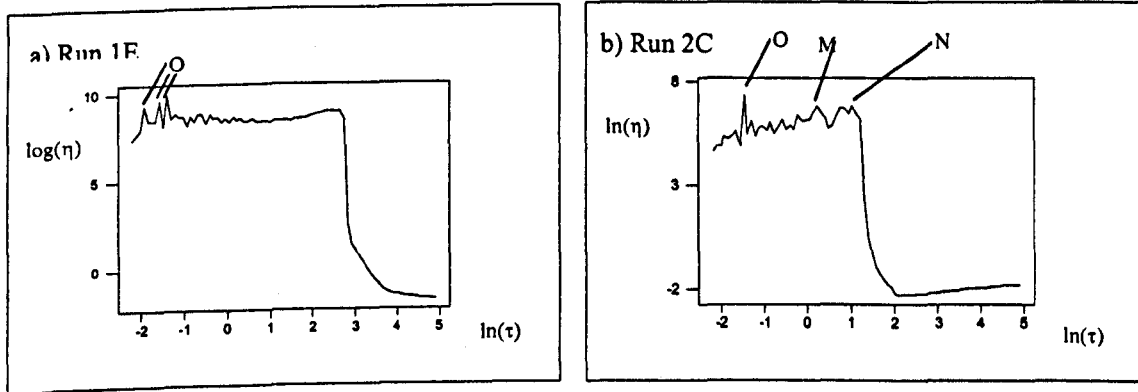 a) Run 1E
O
10
log(η)
5
0
-2 -1 0 1 2 3 4 5
ln(τ)
b) Run 2C
O
M
N
8
ln(η)
3
-2
-2 -1 0 1 2 3 4 5
ln(τ)